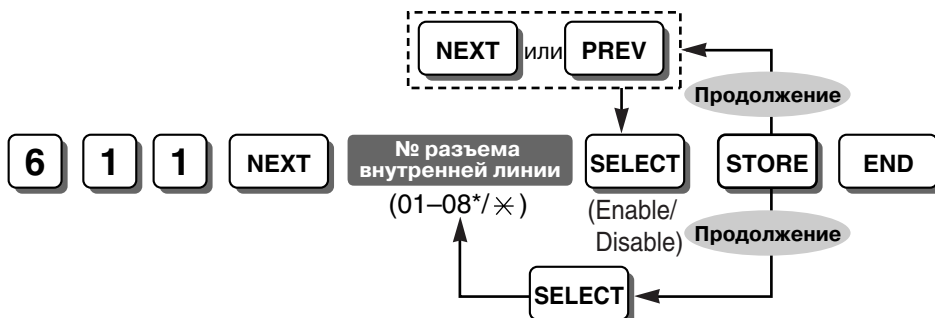 NEXT или PREV
Продолжение
6 1 1 NEXT № разъема внутренней линии SELECT STORE END
(01–08*/✳)
(Enable/
Disable)
Продолжение
SELECT